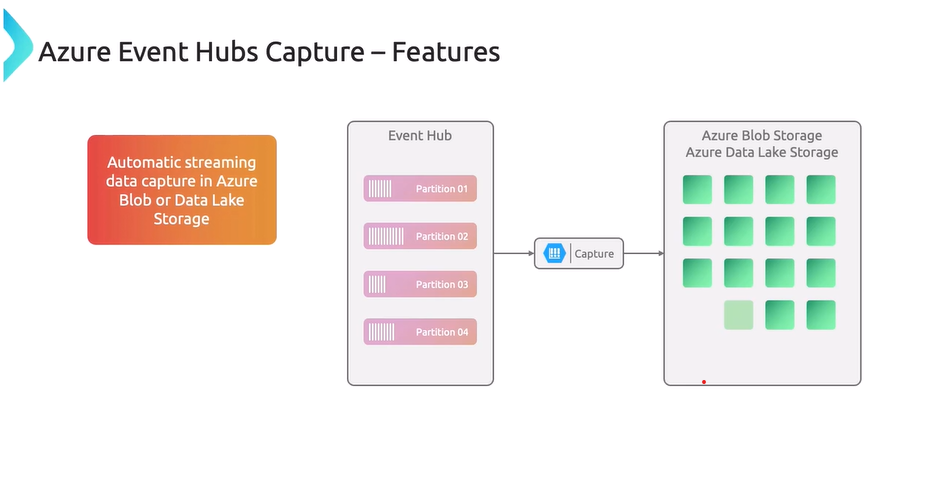 Azure Event Hubs Capture – Features
Automatic streaming
data capture in Azure
Blob or Data Lake
Storage
Event Hub
Partition 01
Partition 02
Partition 03
Partition 04
Capture
Azure Blob Storage
Azure Data Lake Storage